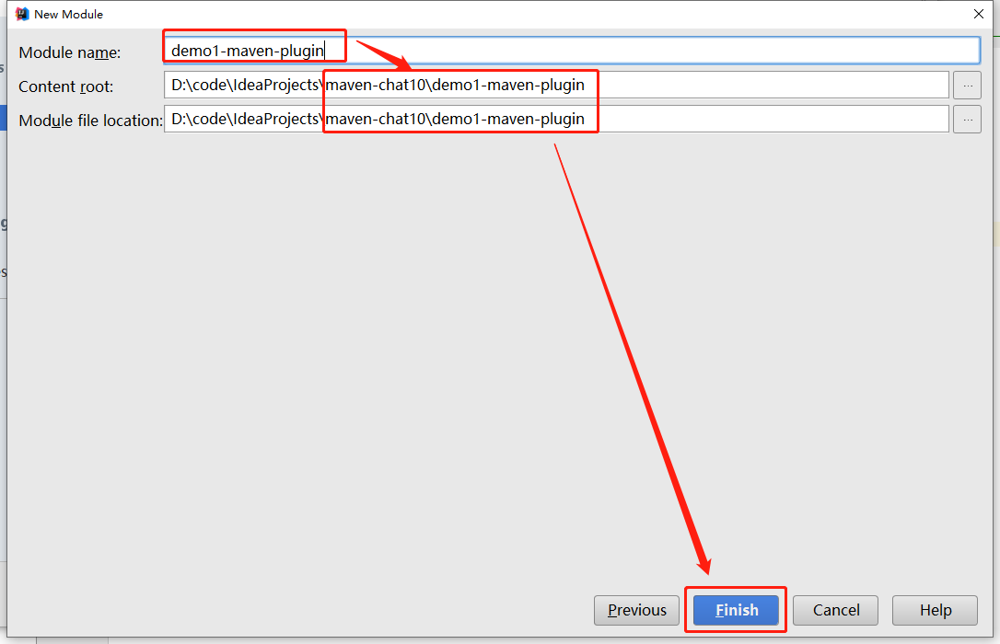 New Module
Module name: demo1-maven-plugin
Content root: D:\code\IdeaProjects\maven-chat10\demo1-maven-plugin ...
Module file location: D:\code\IdeaProjects\maven-chat10\demo1-maven-plugin ...
Previous Finish Cancel Help